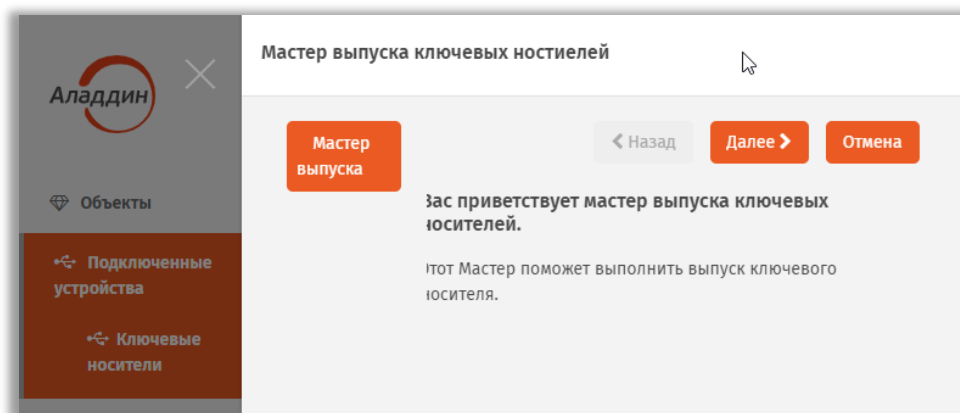 Мастер выпуска ключевых ностиелей
Аладдин
Мастер
выпуска
Назад
Далее
Отмена
Вас приветствует мастер выпуска ключевых
носителей.
Этот Мастер поможет выполнить выпуск ключевого
носителя.
Объекты
Подключенные
устройства
Ключевые
носители